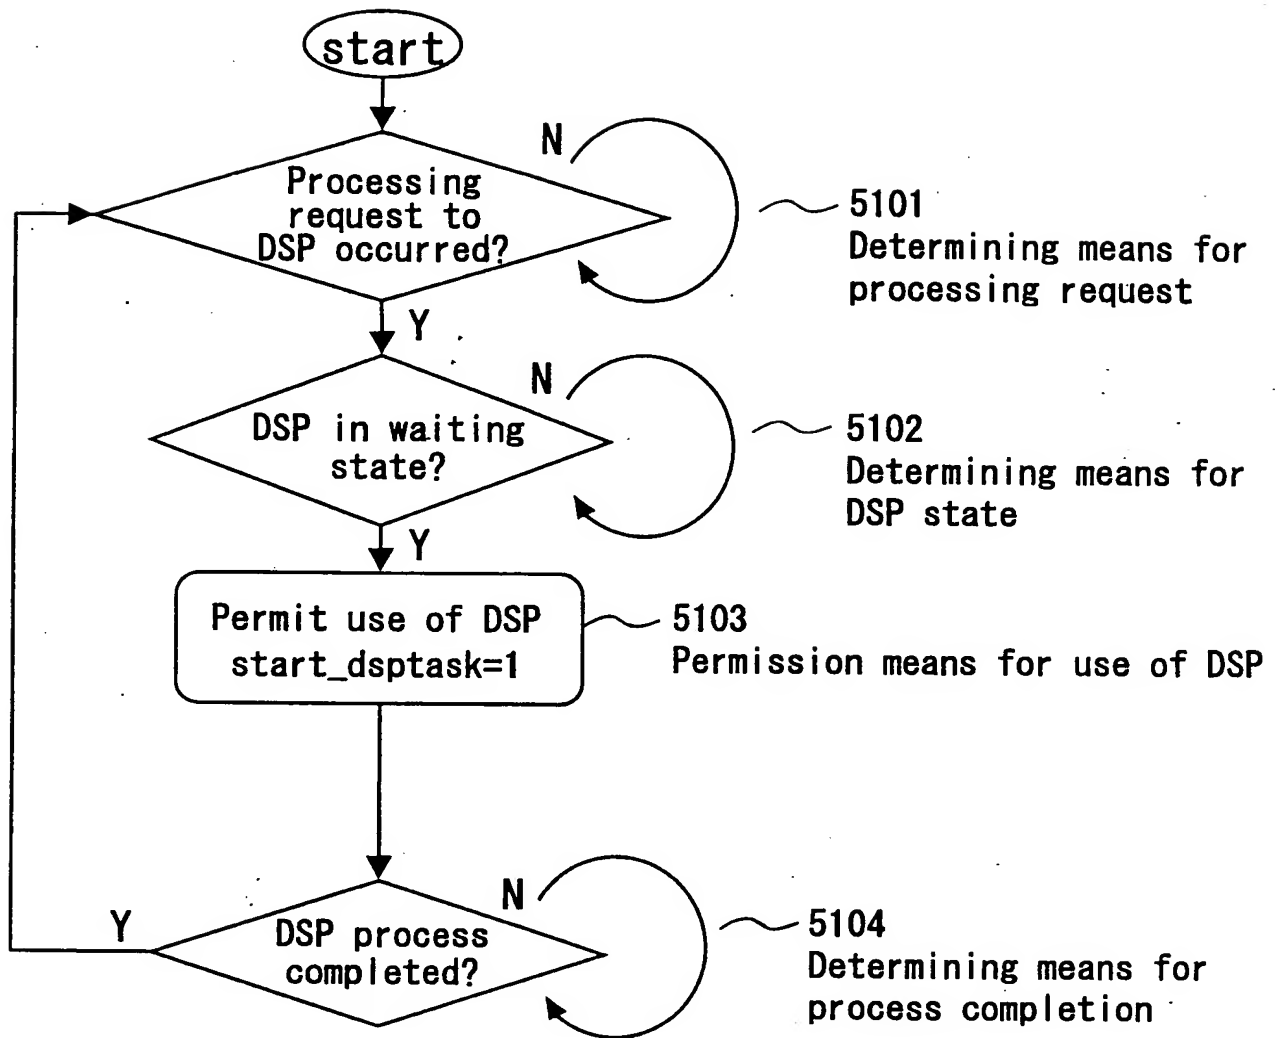 start
N
Processing
request to
DSP occurred?
5101
Determining means for
processing request
Y
N
DSP in waiting
state?
5102
Determining means for
DSP state
Y
Permit use of DSP
start_dsptask=1
5103
Permission means for use of DSP
N
Y
DSP process
completed?
5104
Determining means for
process completion